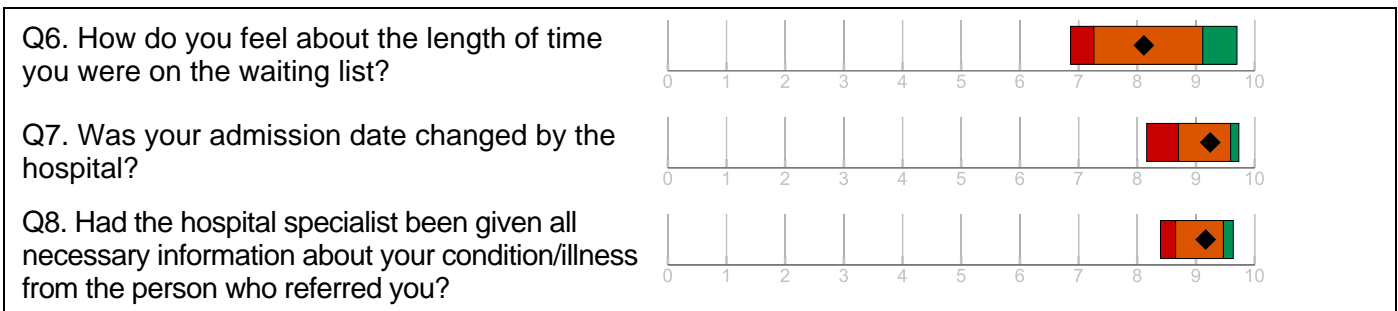 Q6. How do you feel about the length of time
you were on the waiting list?
0 1 2 3 4 5 6 7 8 9 10
Q7. Was your admission date changed by the
hospital?
0 1 2 3 4 5 6 7 8 9 10
Q8. Had the hospital specialist been given all
necessary information about your condition/illness
from the person who referred you?
0 1 2 3 4 5 6 7 8 9 10